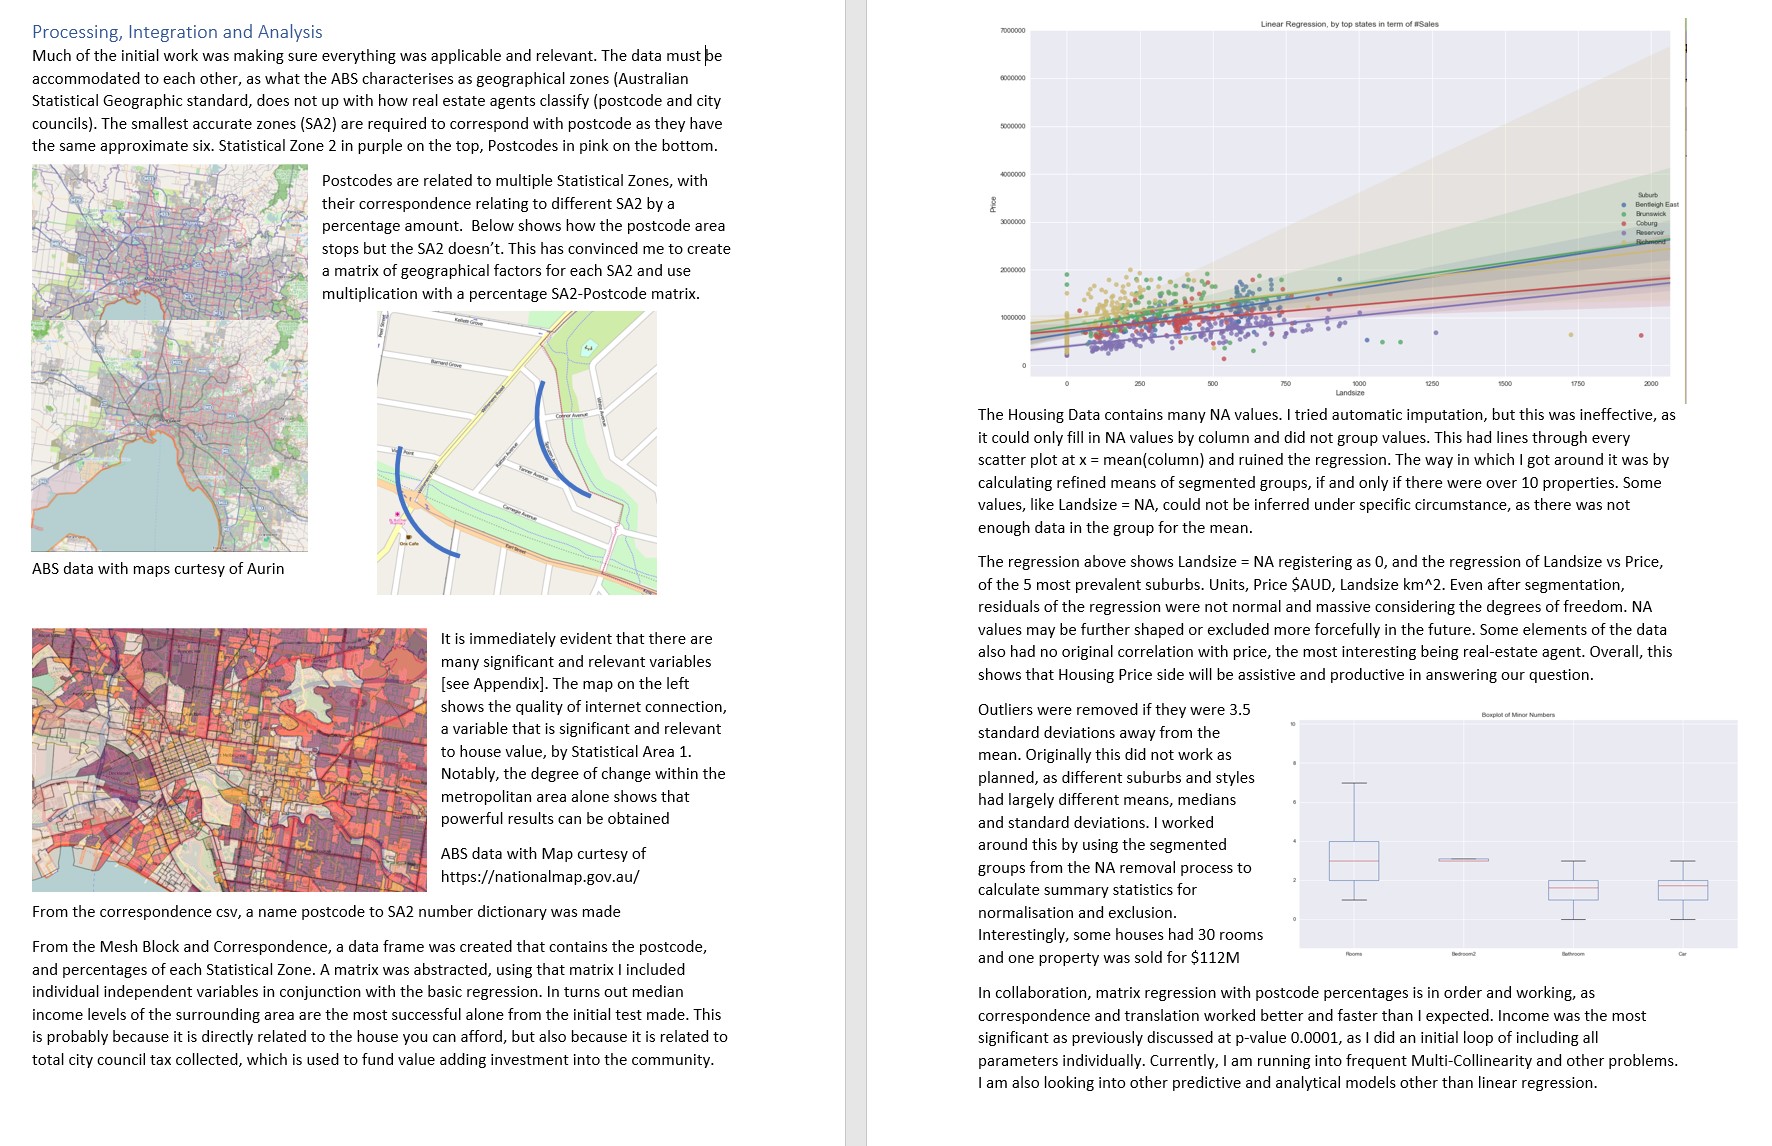 Processing, Integration and Analysis
Much of the initial work was making sure everything was applicable and relevant. The data must be
accommodated to each other, as what the ABS characterises as geographical zones (Australian
Statistical Geographic standard, does not up with how real estate agents classify (postcode and city
councils). The smallest accurate zones (SA2) are required to correspond with postcode as they have
the same approximate six. Statistical Zone 2 in purple on the top, Postcodes in pink on the bottom.
Postcodes are related to multiple Statistical Zones, with
their correspondence relating to different SA2 by a
percentage amount.  Below shows how the postcode area
stops but the SA2 doesn't. This has convinced me to create
a matrix of geographical factors for each SA2 and use
multiplication with a percentage SA2-Postcode matrix.
Kellett Grove
Barnard Grove
Willsmere Road
Conner Avenue
Tanner Avenue
Carnegie Avenue
Earl Street
ABS data with maps curtesy of Aurin
It is immediately evident that there are
many significant and relevant variables
[see Appendix]. The map on the left
shows the quality of internet connection,
a variable that is significant and relevant
to house value, by Statistical Area 1.
Notably, the degree of change within the
metropolitan area alone shows that
powerful results can be obtained
ABS data with Map curtesy of
https://nationalmap.gov.au/
From the correspondence csv, a name postcode to SA2 number dictionary was made
From the Mesh Block and Correspondence, a data frame was created that contains the postcode,
and percentages of each Statistical Zone. A matrix was abstracted, using that matrix I included
individual independent variables in conjunction with the basic regression. In turns out median
income levels of the surrounding area are the most successful alone from the initial test made. This
is probably because it is directly related to the house you can afford, but also because it is related to
total city council tax collected, which is used to fund value adding investment into the community.
Linear Regression, by top states in term of #Sales
7000000
6000000
5000000
4000000
3000000
2000000
1000000
0
Price
Suburb
Bentleigh East
Brunswick
Coburg
Reservoir
Richmond
0 250 500 750 1000 1250 1500 1750 2000
Landsize
The Housing Data contains many NA values. I tried automatic imputation, but this was ineffective, as
it could only fill in NA values by column and did not group values. This had lines through every
scatter plot at x = mean(column) and ruined the regression. The way in which I got around it was by
calculating refined means of segmented groups, if and only if there were over 10 properties. Some
values, like Landsize = NA, could not be inferred under specific circumstance, as there was not
enough data in the group for the mean.
The regression above shows Landsize = NA registering as 0, and the regression of Landsize vs Price,
of the 5 most prevalent suburbs. Units, Price $AUD, Landsize km^2. Even after segmentation,
residuals of the regression were not normal and massive considering the degrees of freedom. NA
values may be further shaped or excluded more forcefully in the future. Some elements of the data
also had no original correlation with price, the most interesting being real-estate agent. Overall, this
shows that Housing Price side will be assistive and productive in answering our question.
Outliers were removed if they were 3.5
standard deviations away from the
mean. Originally this did not work as
planned, as different suburbs and styles
had largely different means, medians
and standard deviations. I worked
around this by using the segmented
groups from the NA removal process to
calculate summary statistics for
normalisation and exclusion.
Interestingly, some houses had 30 rooms
and one property was sold for $112M
Boxplot of Minor Numbers
10
8
6
4
2
0
Rooms Bedroom2 Bathroom Car
In collaboration, matrix regression with postcode percentages is in order and working, as
correspondence and translation worked better and faster than I expected. Income was the most
significant as previously discussed at p-value 0.0001, as I did an initial loop of including all
parameters individually. Currently, I am running into frequent Multi-Collinearity and other problems.
I am also looking into other predictive and analytical models other than linear regression.